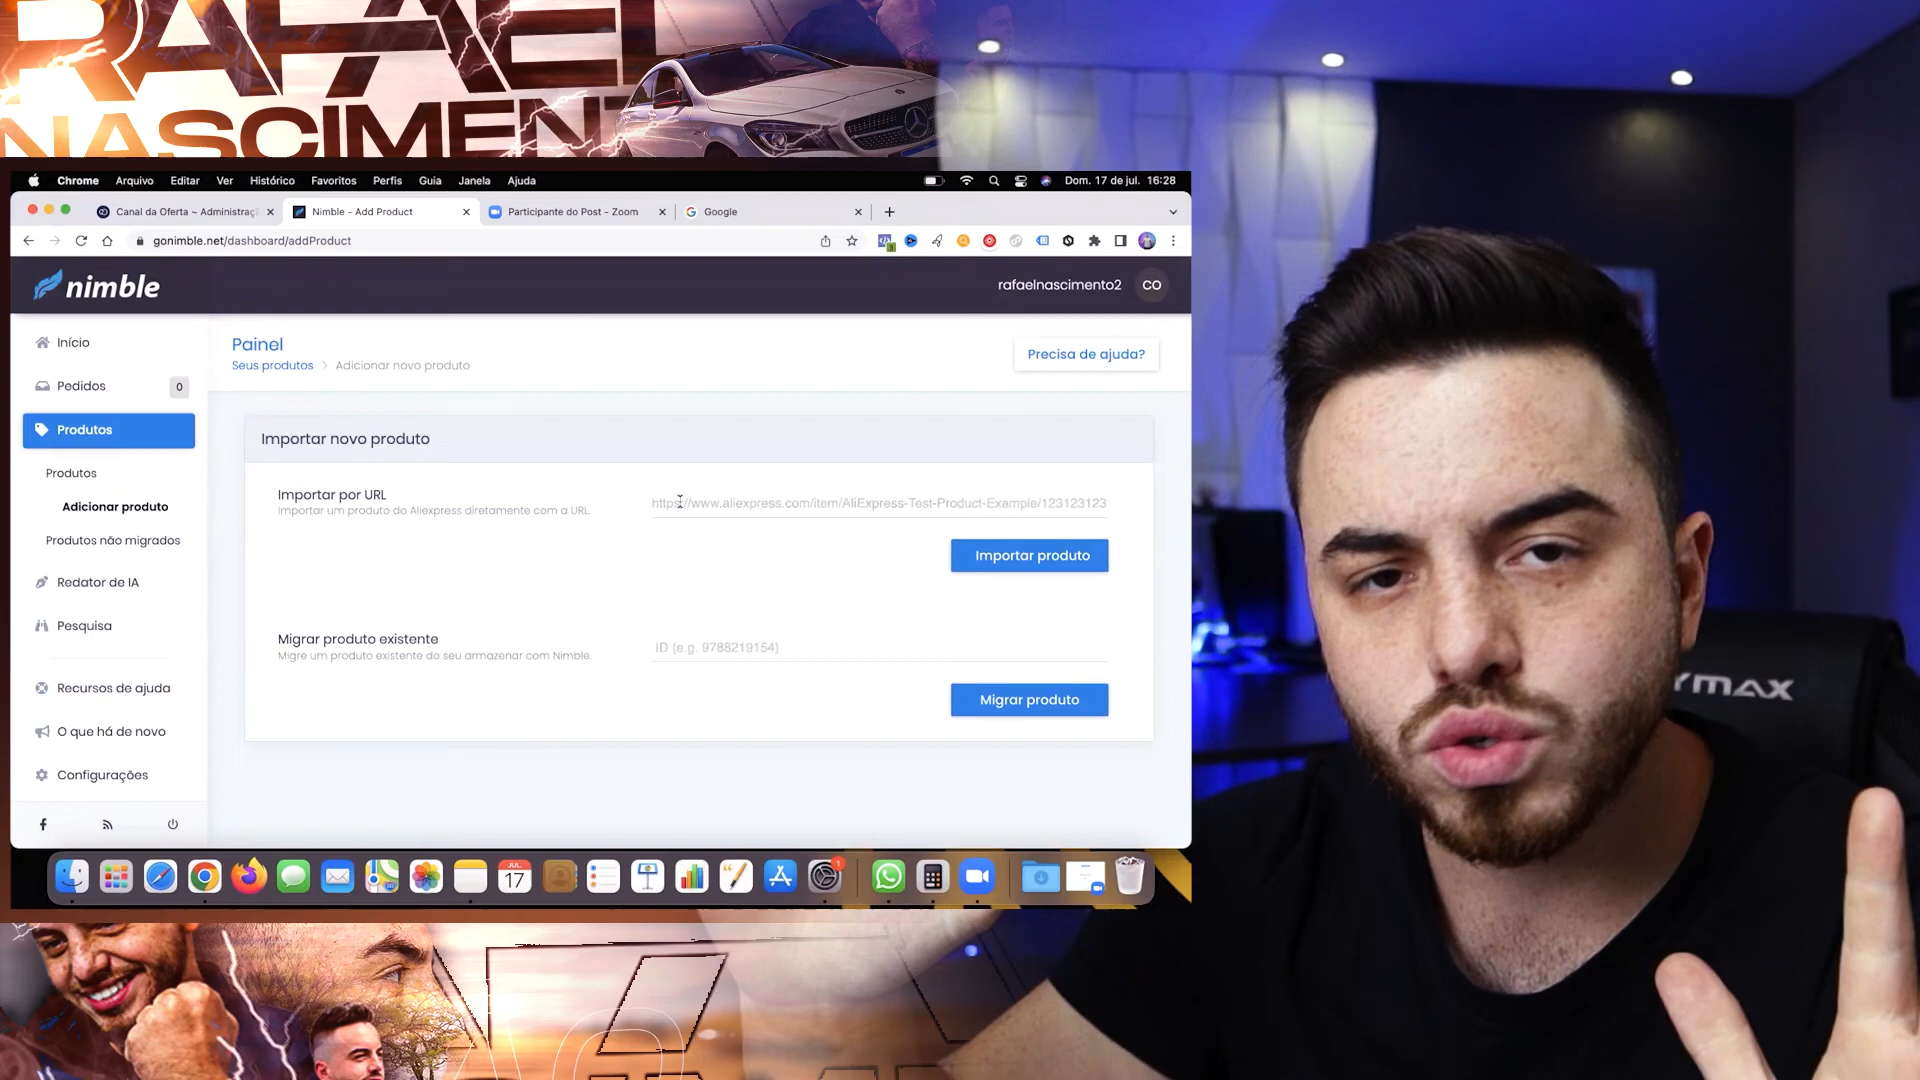 RAFAEL
NASCIMENT
Chrome Arquivo Editar Ver Histórico Favoritos Perfis Guia Janela Ajuda Dom. 17 de jul. 16:28
Canal da Oferta ~ Administraç Nimble - Add Product Participante do Post - Zoom Google
gonimble.net/dashboard/addProduct
nimble
rafaelnascimento2 CO
Início
Pedidos 0
Produtos
Produtos
Adicionar produto
Produtos não migrados
Redator de IA
Pesquisa
Recursos de ajuda
O que há de novo
Configurações
Painel
Seus produtos > Adicionar novo produto
Precisa de ajuda?
Importar novo produto
Importar por URL
Importar um produto do Aliexpress diretamente com a URL.
https://www.aliexpress.com/item/AliExpress-Test-Product-Example/123123123
Importar produto
Migrar produto existente
Migre um produto existente do seu armazenar com Nimble.
ID (e.g. 9788219154)
Migrar produto
JUL
17
1
YMAX